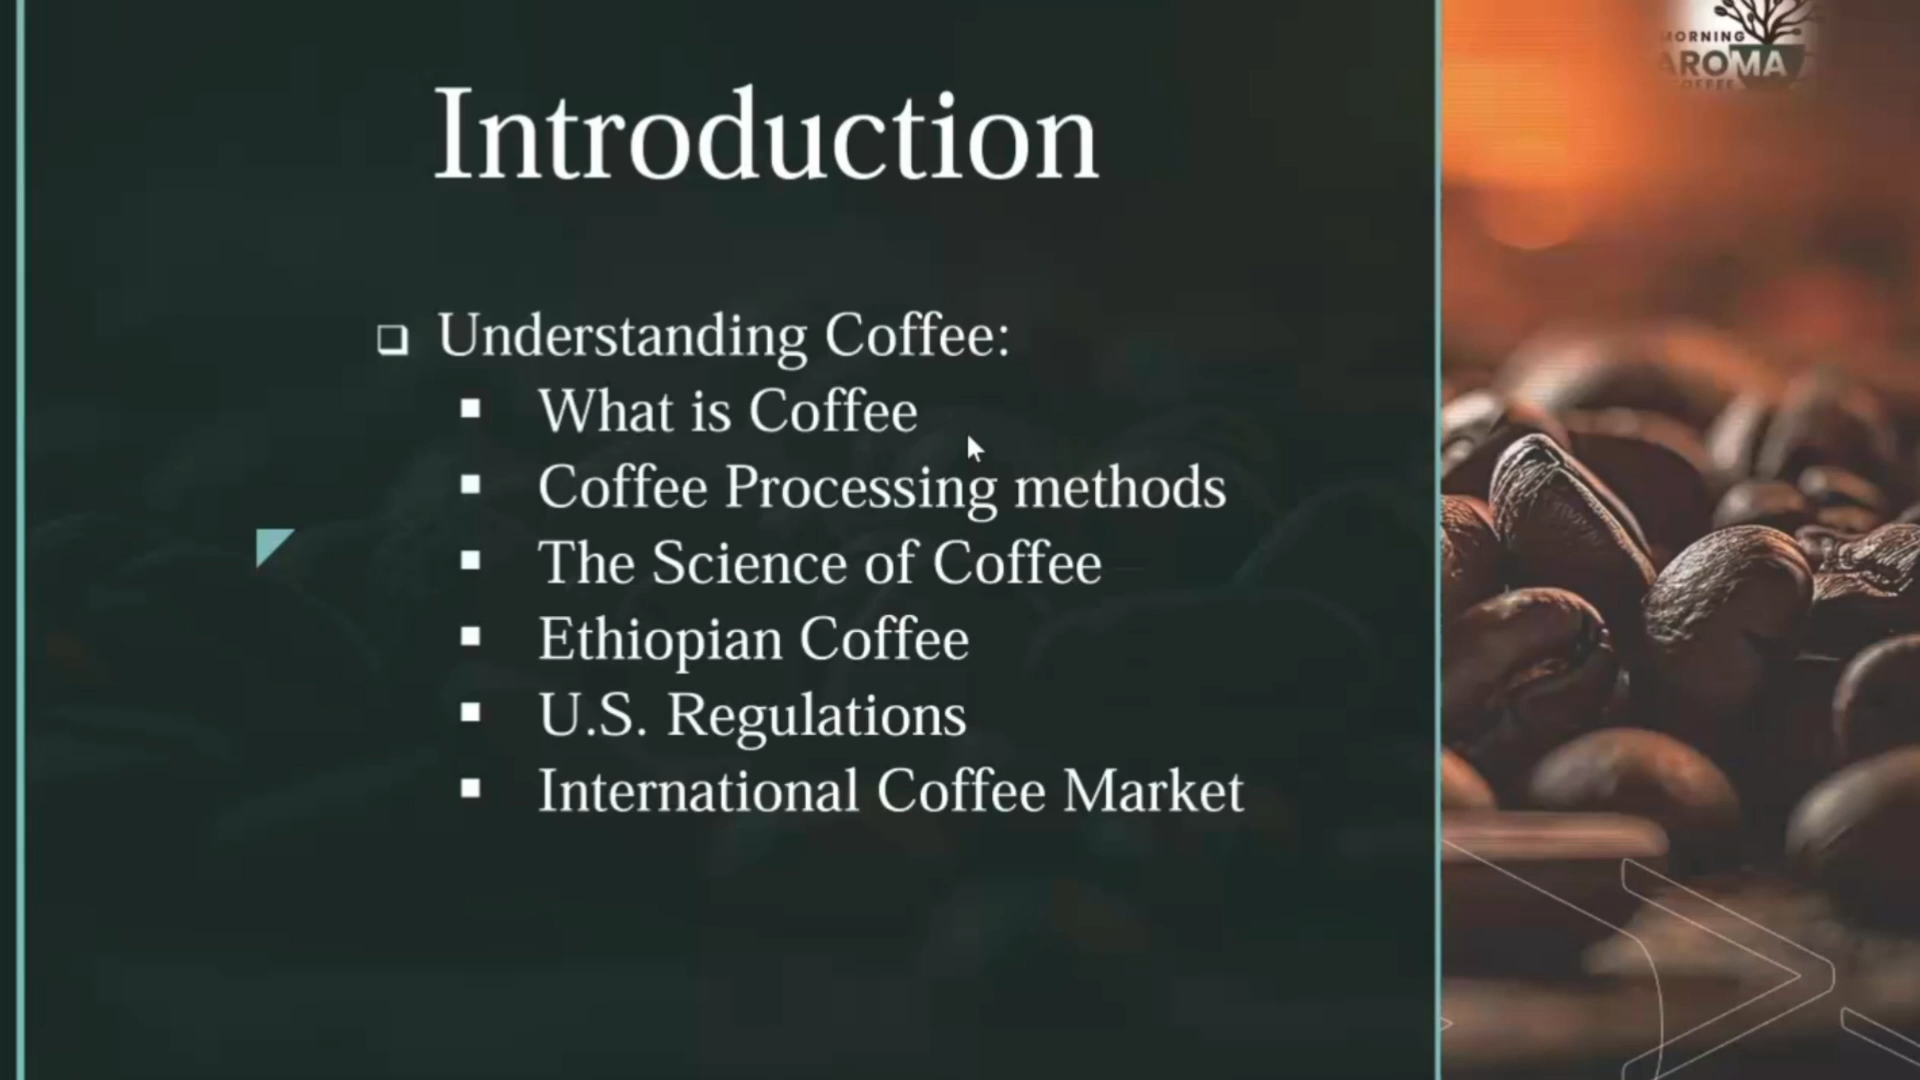 MORNING
AROMA
COFFEE
Introduction
❑ Understanding Coffee:
▪ What is Coffee
▪ Coffee Processing methods
▪ The Science of Coffee
▪ Ethiopian Coffee
▪ U.S. Regulations
▪ International Coffee Market